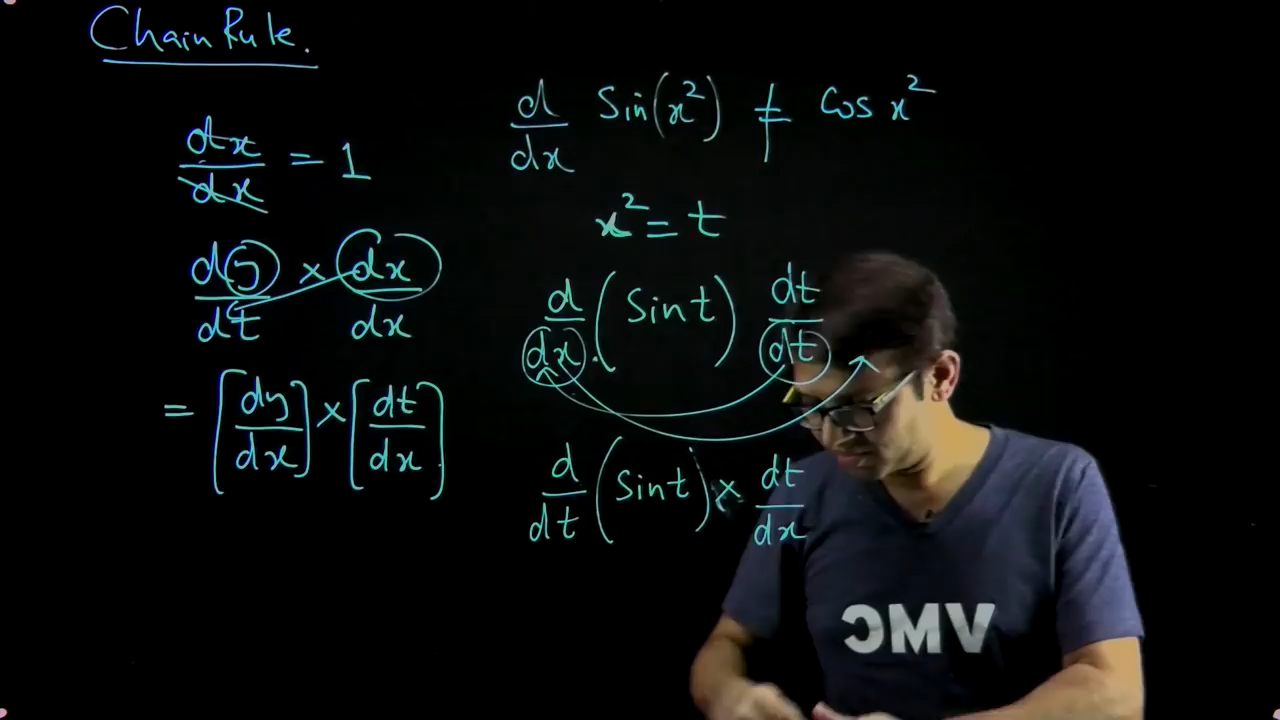 Chain Rule.
dx/dx = 1
dy/dt × dx/dx
= [dy/dx] × [dt/dx]
d/dx Sin(x²) ≠ Cos x²
x² = t
d/dx . (Sin t) dt/dt
d/dt (Sin t) × dt/dx
VMC